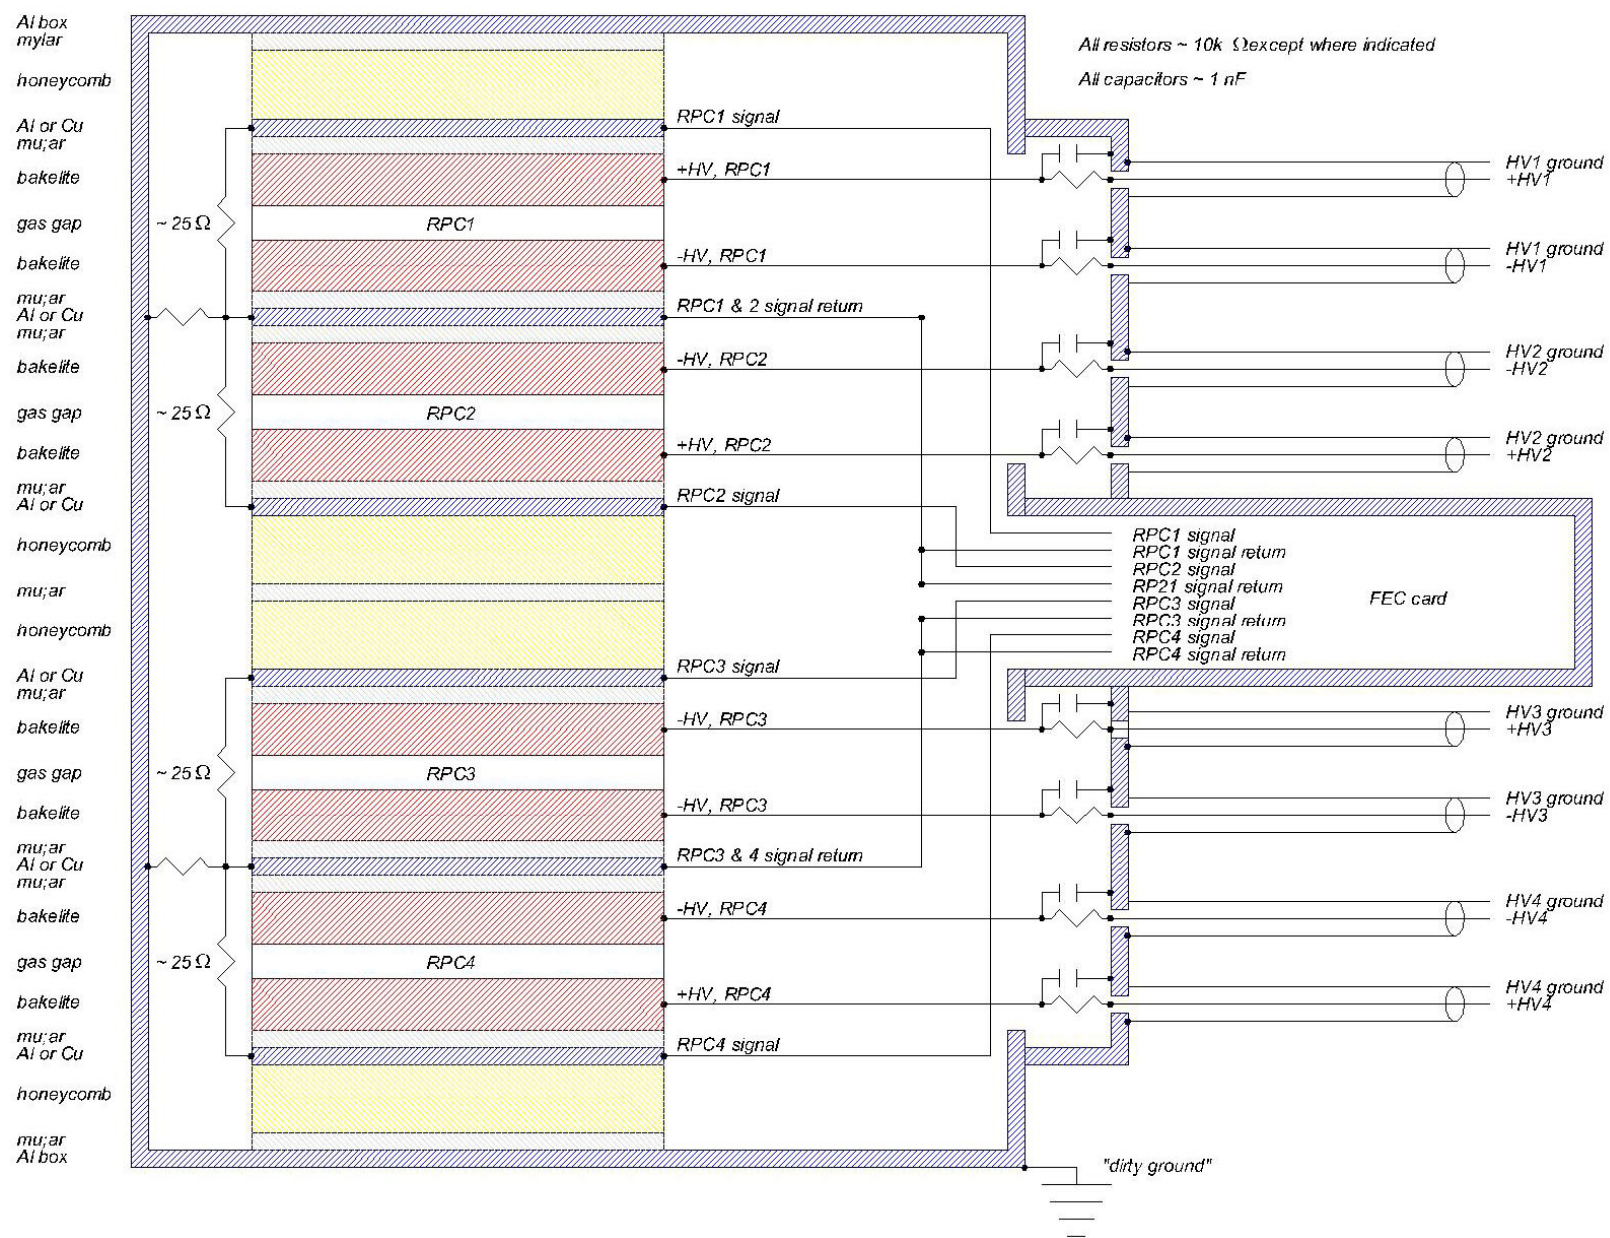 Al box
mylar
All resistors ~ 10k Ω except where indicated
honeycomb
All capacitors ~ 1 nF
Al or Cu
RPC1 signal
mu;ar
bakelite
+HV, RPC1
HV1 ground
+HV1
gas gap
~ 25 Ω
RPC1
bakelite
-HV, RPC1
HV1 ground
-HV1
mu;ar
Al or Cu
RPC1 & 2 signal return
mu;ar
bakelite
-HV, RPC2
HV2 ground
-HV2
gas gap
~ 25 Ω
RPC2
bakelite
+HV, RPC2
HV2 ground
+HV2
mu;ar
Al or Cu
RPC2 signal
honeycomb
RPC1 signal
RPC1 signal return
RPC2 signal
RP21 signal return
RPC3 signal
RPC3 signal return
RPC4 signal
RPC4 signal return
FEC card
mu;ar
honeycomb
Al or Cu
RPC3 signal
mu;ar
bakelite
-HV, RPC3
HV3 ground
+HV3
gas gap
~ 25 Ω
RPC3
bakelite
-HV, RPC3
HV3 ground
-HV3
mu;ar
Al or Cu
RPC3 & 4 signal return
mu;ar
bakelite
-HV, RPC4
HV4 ground
-HV4
gas gap
~ 25 Ω
RPC4
bakelite
+HV, RPC4
HV4 ground
+HV4
mu;ar
Al or Cu
RPC4 signal
honeycomb
mu;ar
Al box
"dirty ground"